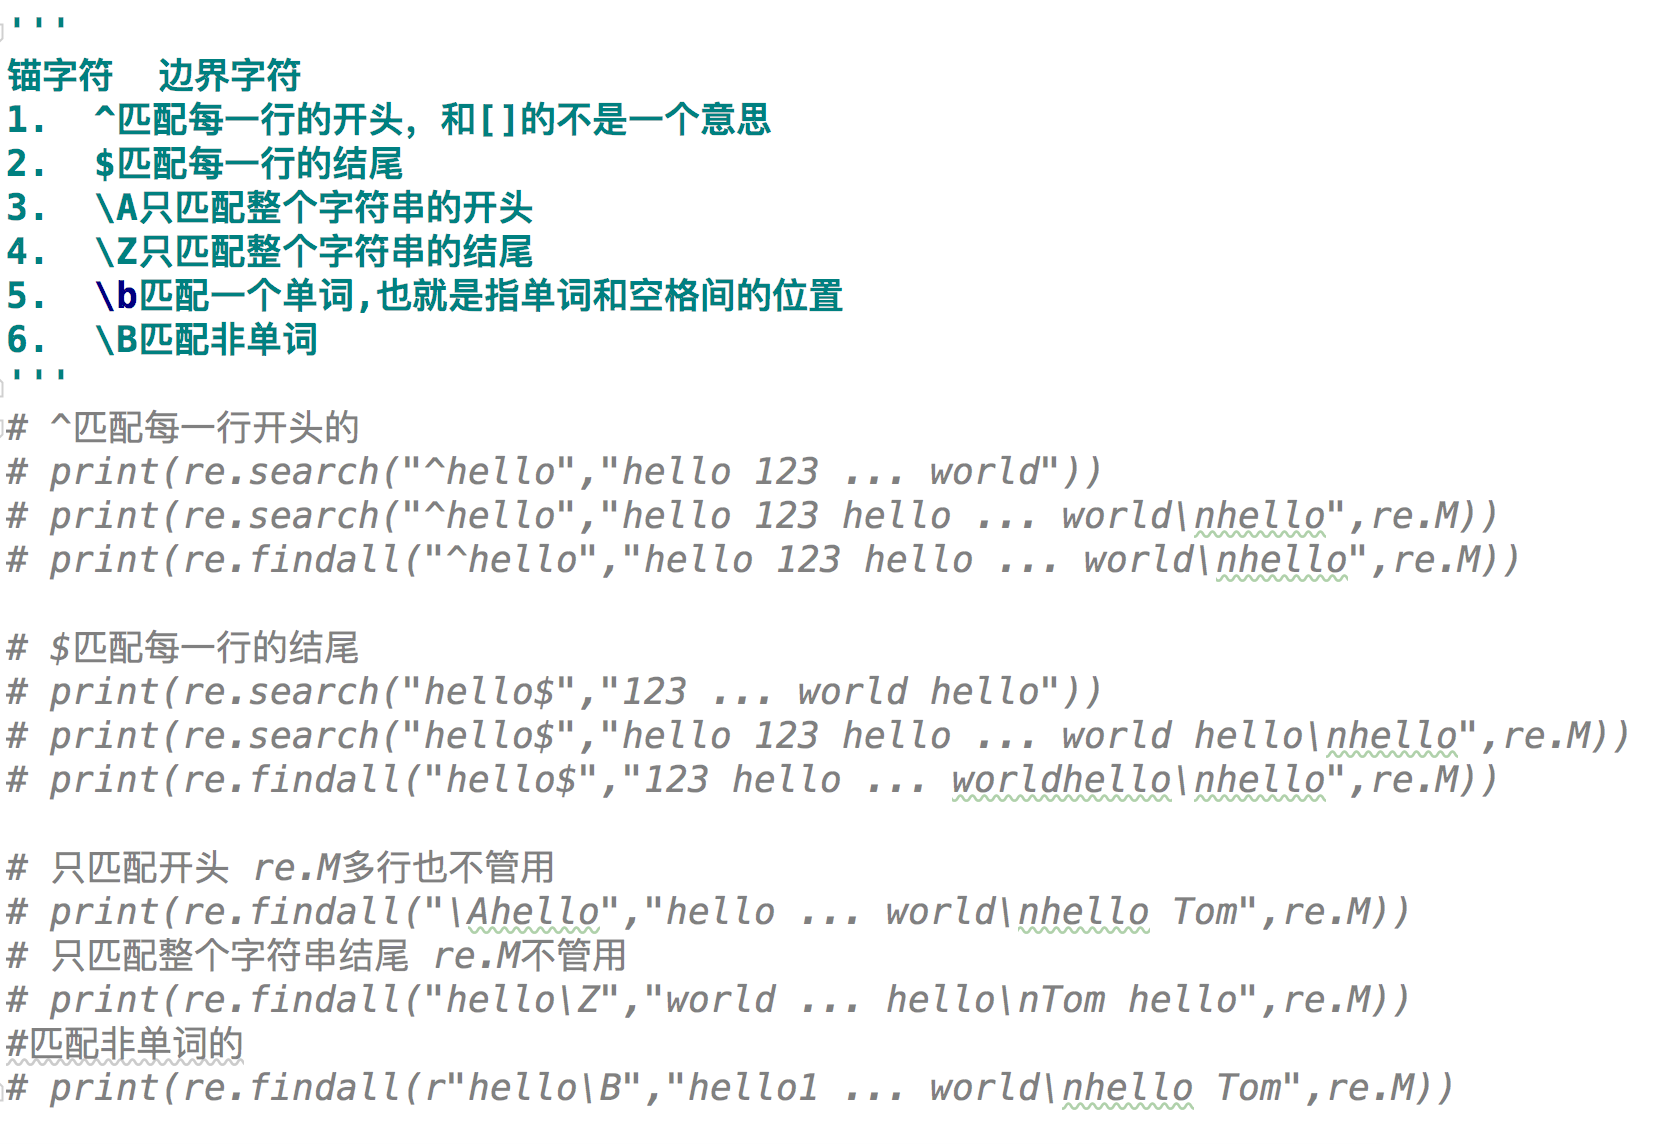 '''
锚字符  边界字符
1.  ^匹配每一行的开头，和[]的不是一个意思
2.  $匹配每一行的结尾
3.  \A只匹配整个字符串的开头
4.  \Z只匹配整个字符串的结尾
5.  \b匹配一个单词,也就是指单词和空格间的位置
6.  \B匹配非单词
'''
# ^匹配每一行开头的
# print(re.search("^hello","hello 123 ... world"))
# print(re.search("^hello","hello 123 hello ... world\nhello",re.M))
# print(re.findall("^hello","hello 123 hello ... world\nhello",re.M))
# $匹配每一行的结尾
# print(re.search("hello$","123 ... world hello"))
# print(re.search("hello$","hello 123 hello ... world hello\nhello",re.M))
# print(re.findall("hello$","123 hello ... worldhello\nhello",re.M))
# 只匹配开头 re.M多行也不管用
# print(re.findall("\Ahello","hello ... world\nhello Tom",re.M))
# 只匹配整个字符串结尾 re.M不管用
# print(re.findall("hello\Z","world ... hello\nTom hello",re.M))
#匹配非单词的
# print(re.findall(r"hello\B","hello1 ... world\nhello Tom",re.M))